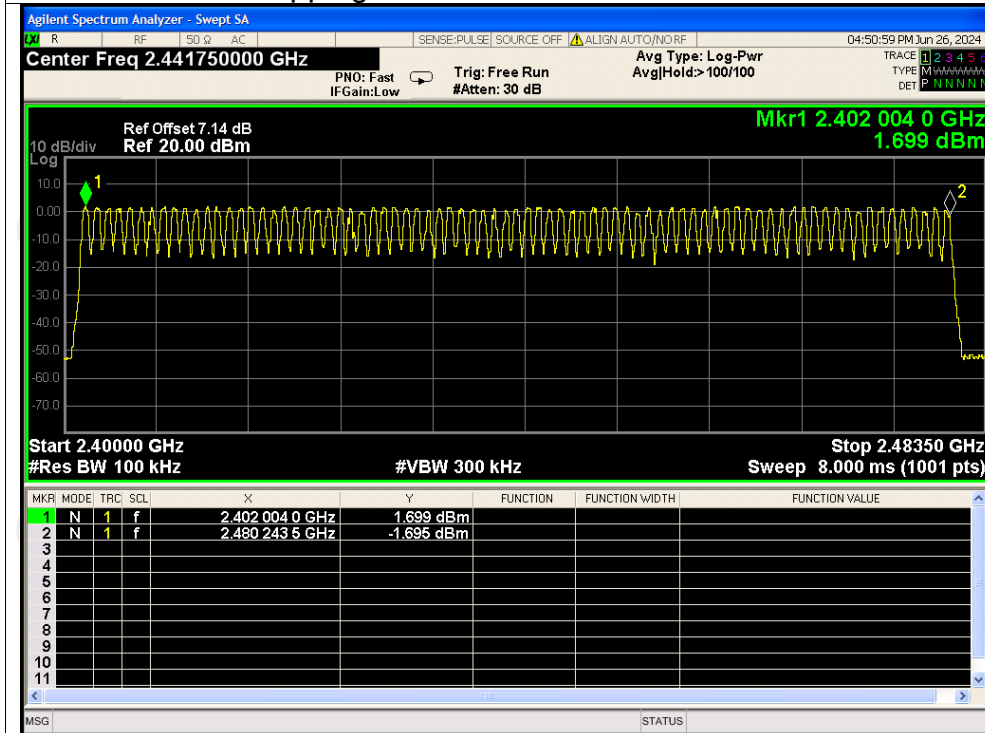 Agilent Spectrum Analyzer - Swept SA
LXI R RF 50 Ω AC SENSE:PULSE SOURCE OFF ALIGN AUTO/NO RF 04:50:59 PM Jun 26, 2024
Center Freq 2.441750000 GHz Avg Type: Log-Pwr TRACE 1 2 3 4 5 6
PNO: Fast Trig: Free Run Avg|Hold:>100/100 TYPE M
IFGain:Low #Atten: 30 dB DET P N N N N N
Mkr1 2.402 004 0 GHz
Ref Offset 7.14 dB
10 dB/div Ref 20.00 dBm 1.699 dBm
Log
10.0 1 2
0.00
-10.0
-20.0
-30.0
-40.0
-50.0
-60.0
-70.0
Start 2.40000 GHz Stop 2.48350 GHz
#Res BW 100 kHz #VBW 300 kHz Sweep 8.000 ms (1001 pts)
MKR MODE TRC SCL X Y FUNCTION FUNCTION WIDTH FUNCTION VALUE
1 N 1 f 2.402 004 0 GHz 1.699 dBm
2 N 1 f 2.480 243 5 GHz -1.695 dBm
3
4
5
6
7
8
9
10
11
MSG STATUS